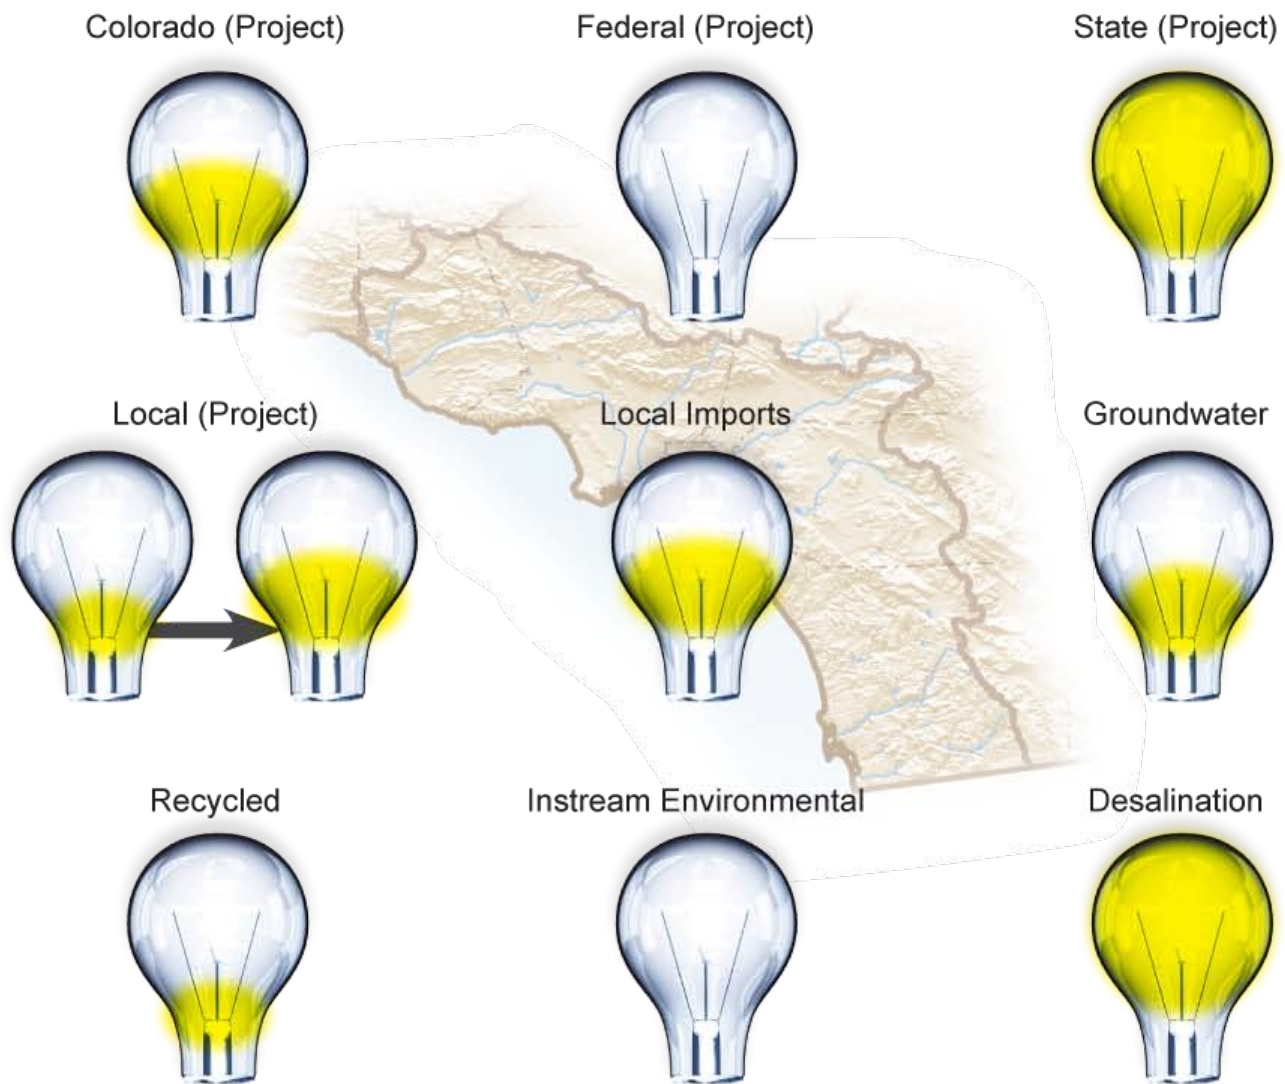 Colorado (Project)
Federal (Project)
State (Project)
Local (Project)
Local Imports
Groundwater
Recycled
Instream Environmental
Desalination